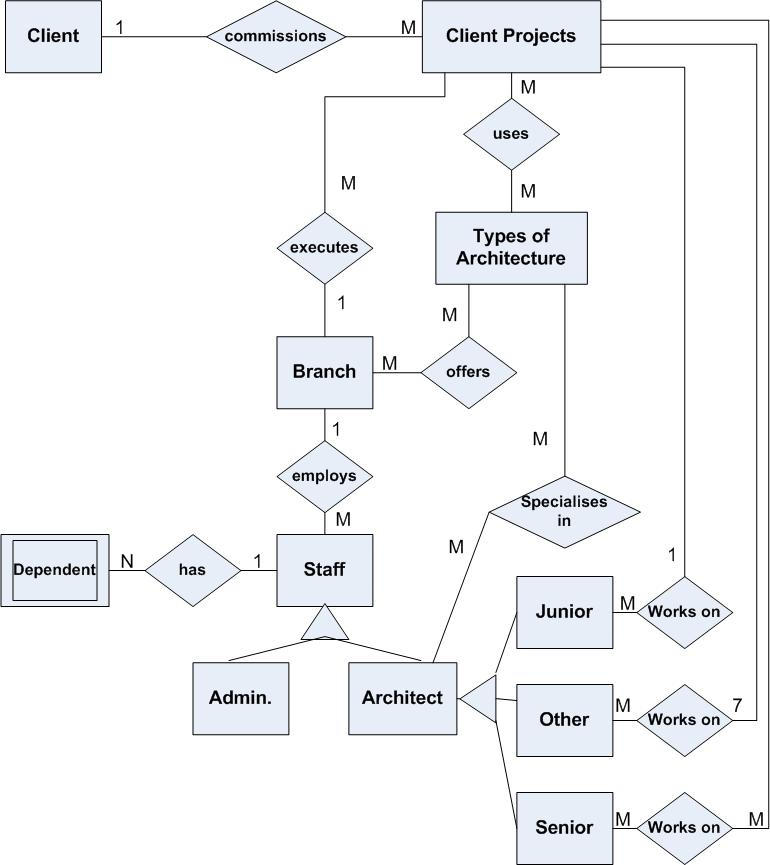 Client
1
commissions
M
Client Projects
M
uses
M
M
Types of
Architecture
executes
1
M
Branch
M
offers
1
M
employs
Specialises
in
M
M
Dependent
N
has
1
Staff
1
Junior
M
Works on
Admin.
Architect
Other
M
Works on
7
Senior
M
Works on
M